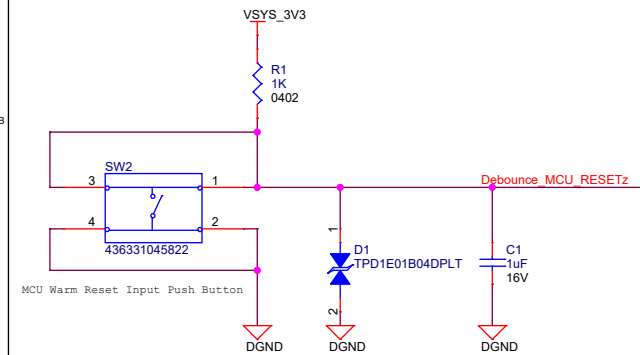 VSYS_3V3
R1
1K
0402
B
SW2
3
1
4
2
436331045822
Debounce_MCU_RESETz
1
D1
TPD1E01B04DPLT
2
C1
1uF
16V
MCU Warm Reset Input Push Button
DGND
DGND
DGND